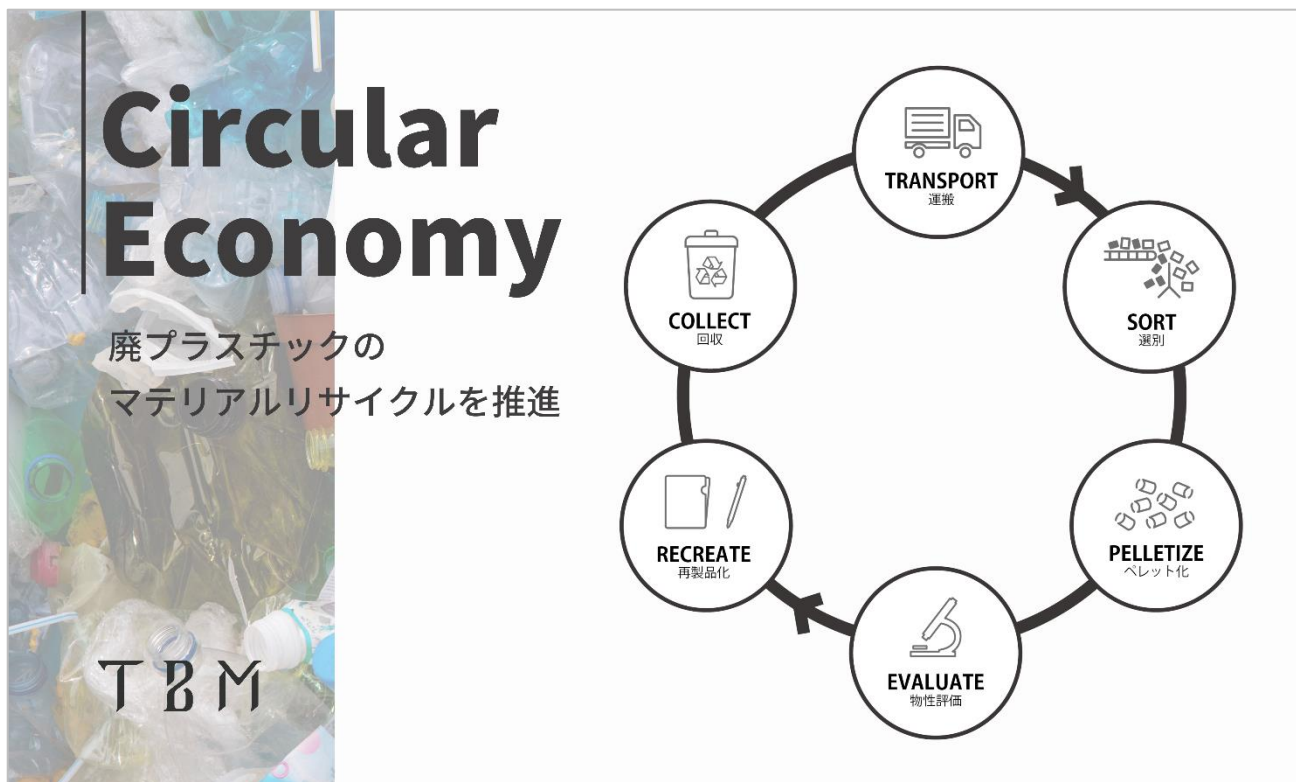 Circular
Economy
廃プラスチックの
マテリアルリサイクルを推進
TBM
TRANSPORT
運搬
SORT
選別
PELLETIZE
ペレット化
EVALUATE
物性評価
RECREATE
再製品化
COLLECT
回収